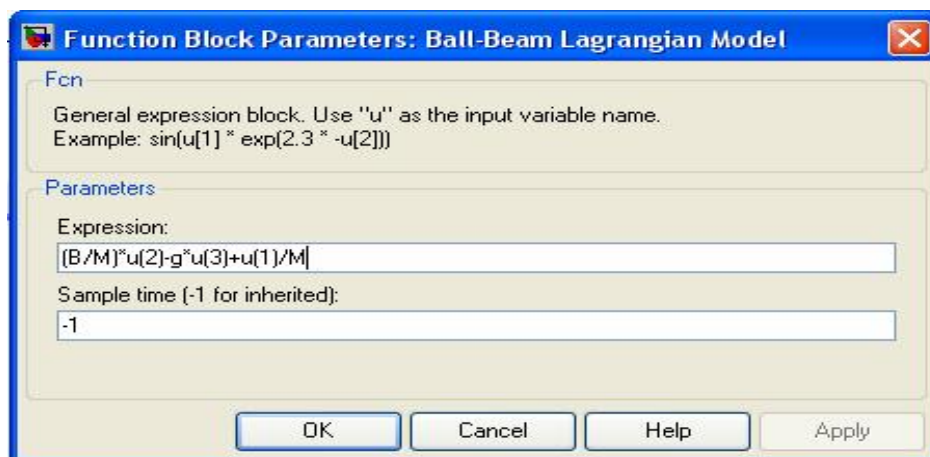 Function Block Parameters: Ball-Beam Lagrangian Model
Fcn
General expression block. Use "u" as the input variable name.
Example: sin(u[1] * exp(2.3 * -u[2]))
Parameters
Expression:
(B/M)*u(2)-g*u(3)+u(1)/M
Sample time (-1 for inherited):
-1
OK Cancel Help Apply